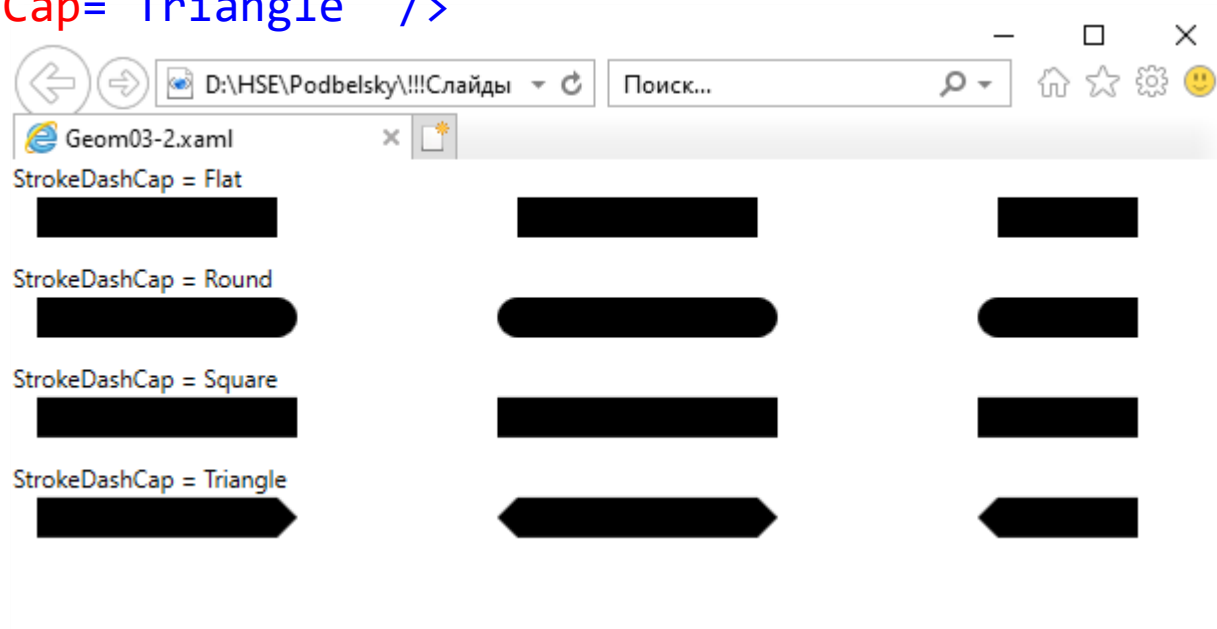 Cap="Triangle" />
D:\HSE\Podbelsky\!!!Слайды
Поиск...
Geom03-2.xaml
StrokeDashCap = Flat
StrokeDashCap = Round
StrokeDashCap = Square
StrokeDashCap = Triangle